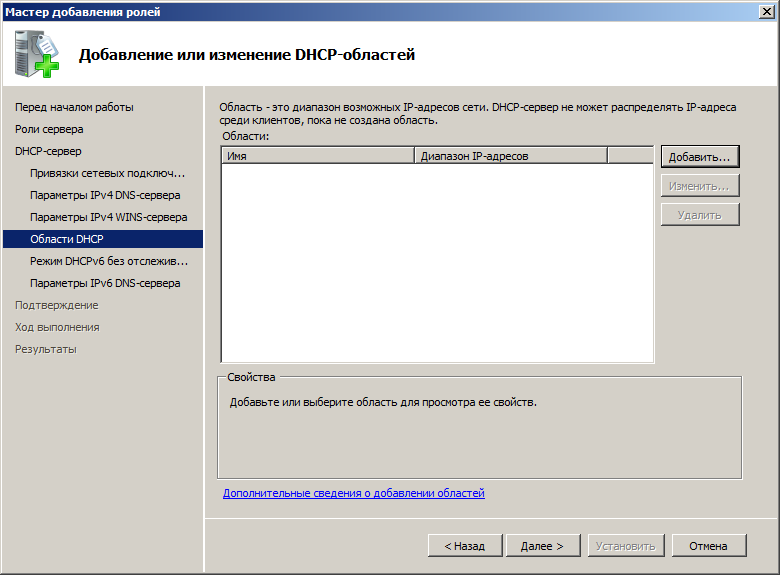 Мастер добавления ролей
Добавление или изменение DHCP-областей
Перед началом работы
Роли сервера
DHCP-сервер
Привязки сетевых подключ...
Параметры IPv4 DNS-сервера
Параметры IPv4 WINS-сервера
Области DHCP
Режим DHCPv6 без отслежив...
Параметры IPv6 DNS-сервера
Подтверждение
Ход выполнения
Результаты
Область - это диапазон возможных IP-адресов сети. DHCP-сервер не может распределять IP-адреса
среди клиентов, пока не создана область.
Области:
Имя
Диапазон IP-адресов
Добавить...
Изменить...
Удалить
Свойства
Добавьте или выберите область для просмотра ее свойств.
Дополнительные сведения о добавлении областей
< Назад
Далее >
Установить
Отмена